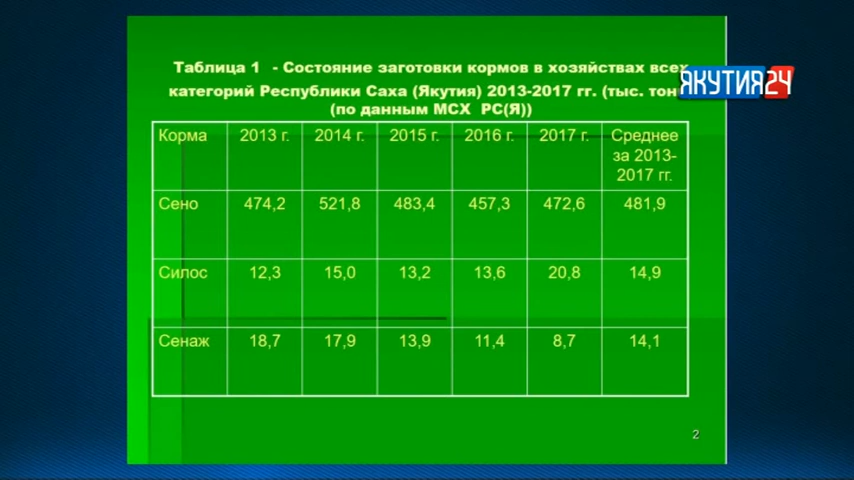 Таблица 1 - Состояние заготовки кормов в хозяйствах всех
категорий Республики Саха (Якутия) 2013-2017 гг. (тыс. тонн
(по данным МСХ РС(Я))
ЯКУТИЯ24
Корма 2013 г. 2014 г. 2015 г. 2016 г. 2017 г. Среднее
за 2013-
2017 гг.
Сено 474,2 521,8 483,4 457,3 472,6 481,9
Силос 12,3 15,0 13,2 13,6 20,8 14,9
Сенаж 18,7 17,9 13,9 11,4 8,7 14,1
2